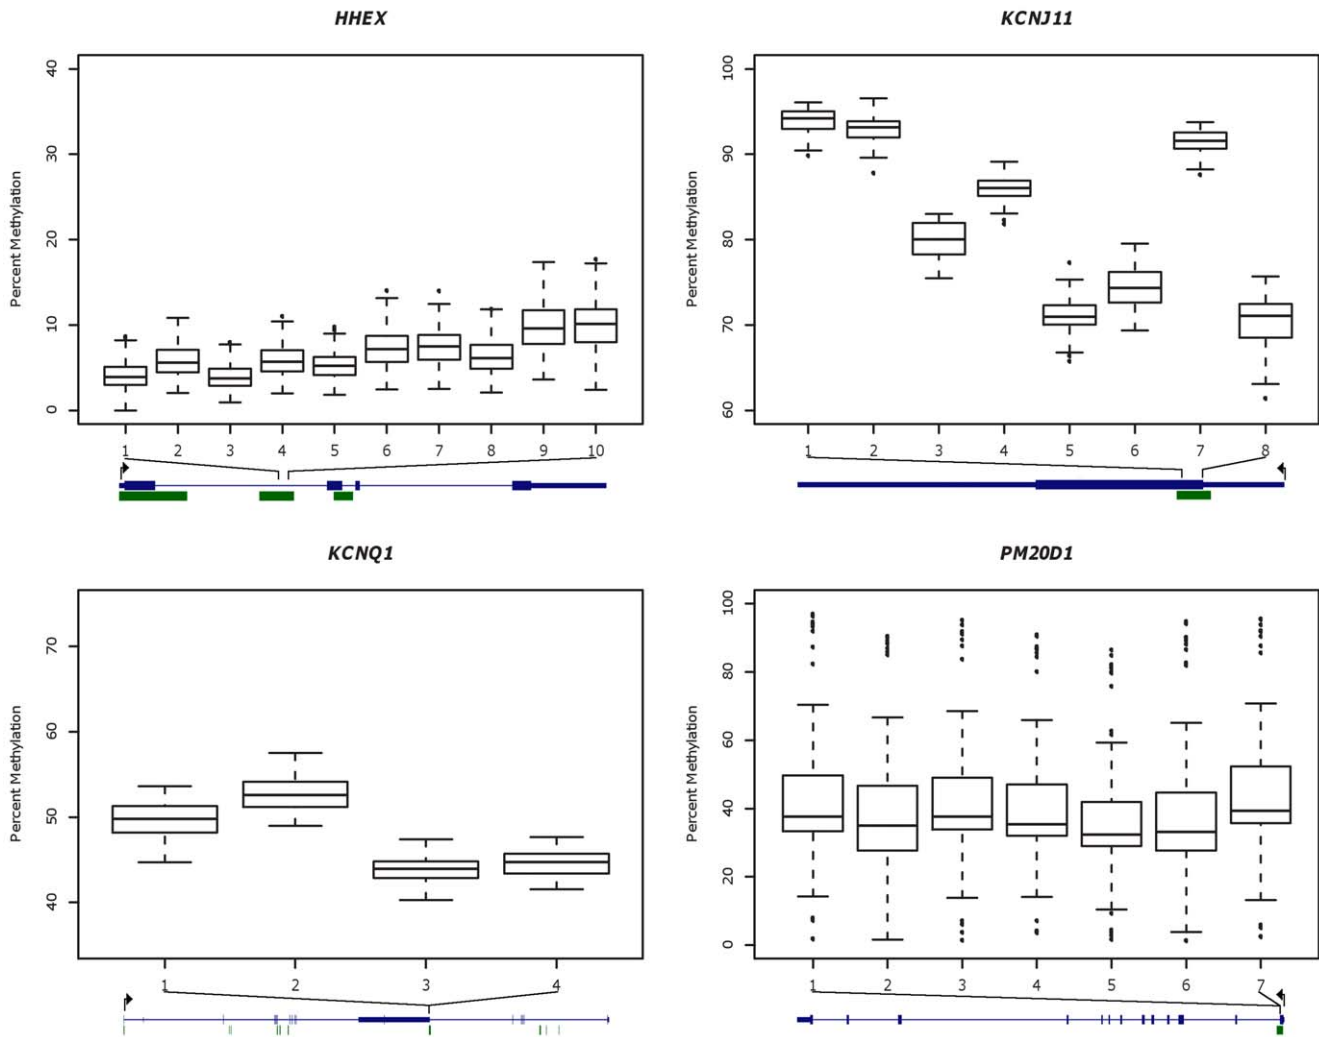 HHEX
Percent Methylation
40
30
20
10
0
1 2 3 4 5 6 7 8 9 10
KCNJ11
Percent Methylation
100
90
80
70
60
1 2 3 4 5 6 7 8
KCNQ1
Percent Methylation
70
60
50
40
1 2 3 4
PM20D1
Percent Methylation
100
80
60
40
20
0
1 2 3 4 5 6 7